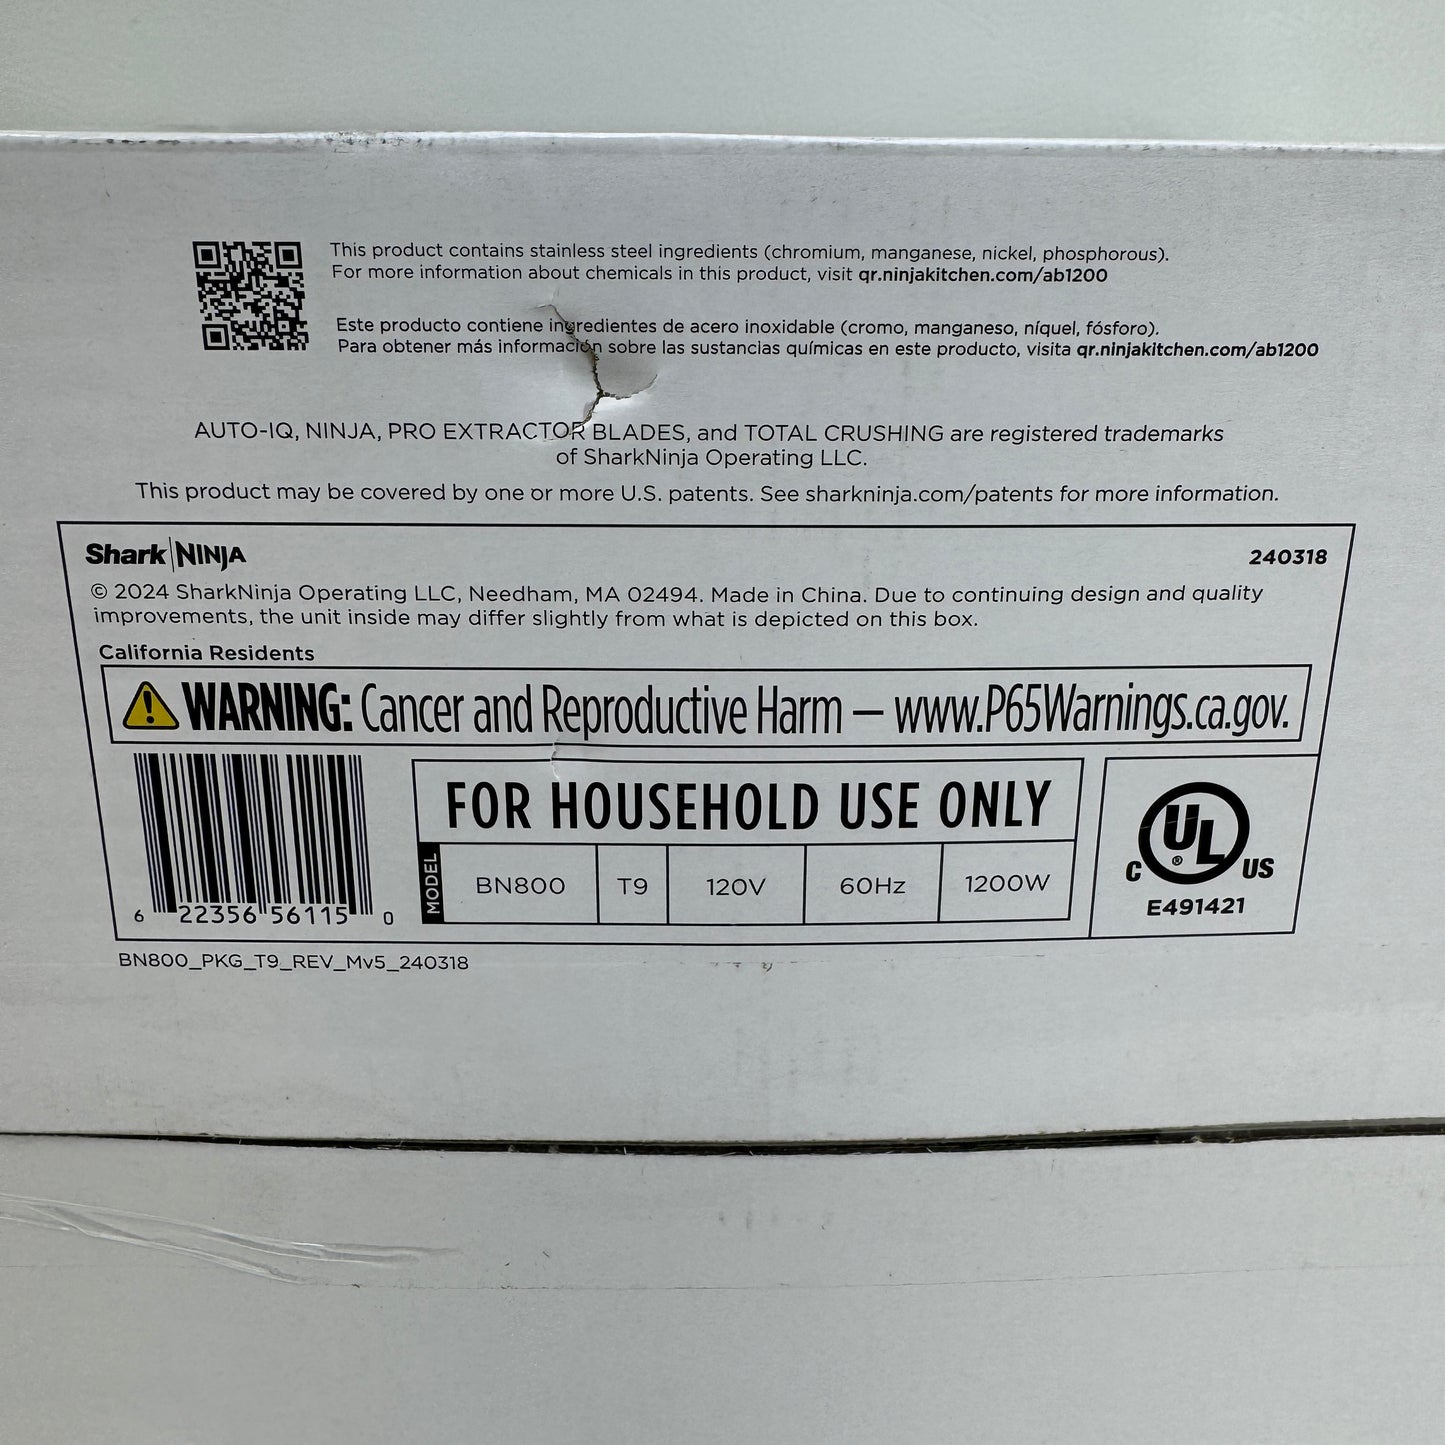 This product contains stainless steel ingredients (chromium, manganese, nickel, phosphorous).
For more information about chemicals in this product, visit qr.ninjakitchen.com/ab1200
Este producto contiene ingredientes de acero inoxidable (cromo, manganeso, níquel, fósforo).
Para obtener más información sobre las sustancias químicas en este producto, visita qr.ninjakitchen.com/ab1200
AUTO-IQ, NINJA, PRO EXTRACTOR BLADES, and TOTAL CRUSHING are registered trademarks
of SharkNinja Operating LLC.
This product may be covered by one or more U.S. patents. See sharkninja.com/patents for more information.
Shark NINJA 240318
© 2024 SharkNinja Operating LLC, Needham, MA 02494. Made in China. Due to continuing design and quality
improvements, the unit inside may differ slightly from what is depicted on this box.
California Residents
WARNING: Cancer and Reproductive Harm – www.P65Warnings.ca.gov.
6 22356 56115 0
FOR HOUSEHOLD USE ONLY
MODEL BN800 T9 120V 60Hz 1200W
C UL ® US
E491421
BN800_PKG_T9_REV_Mv5_240318